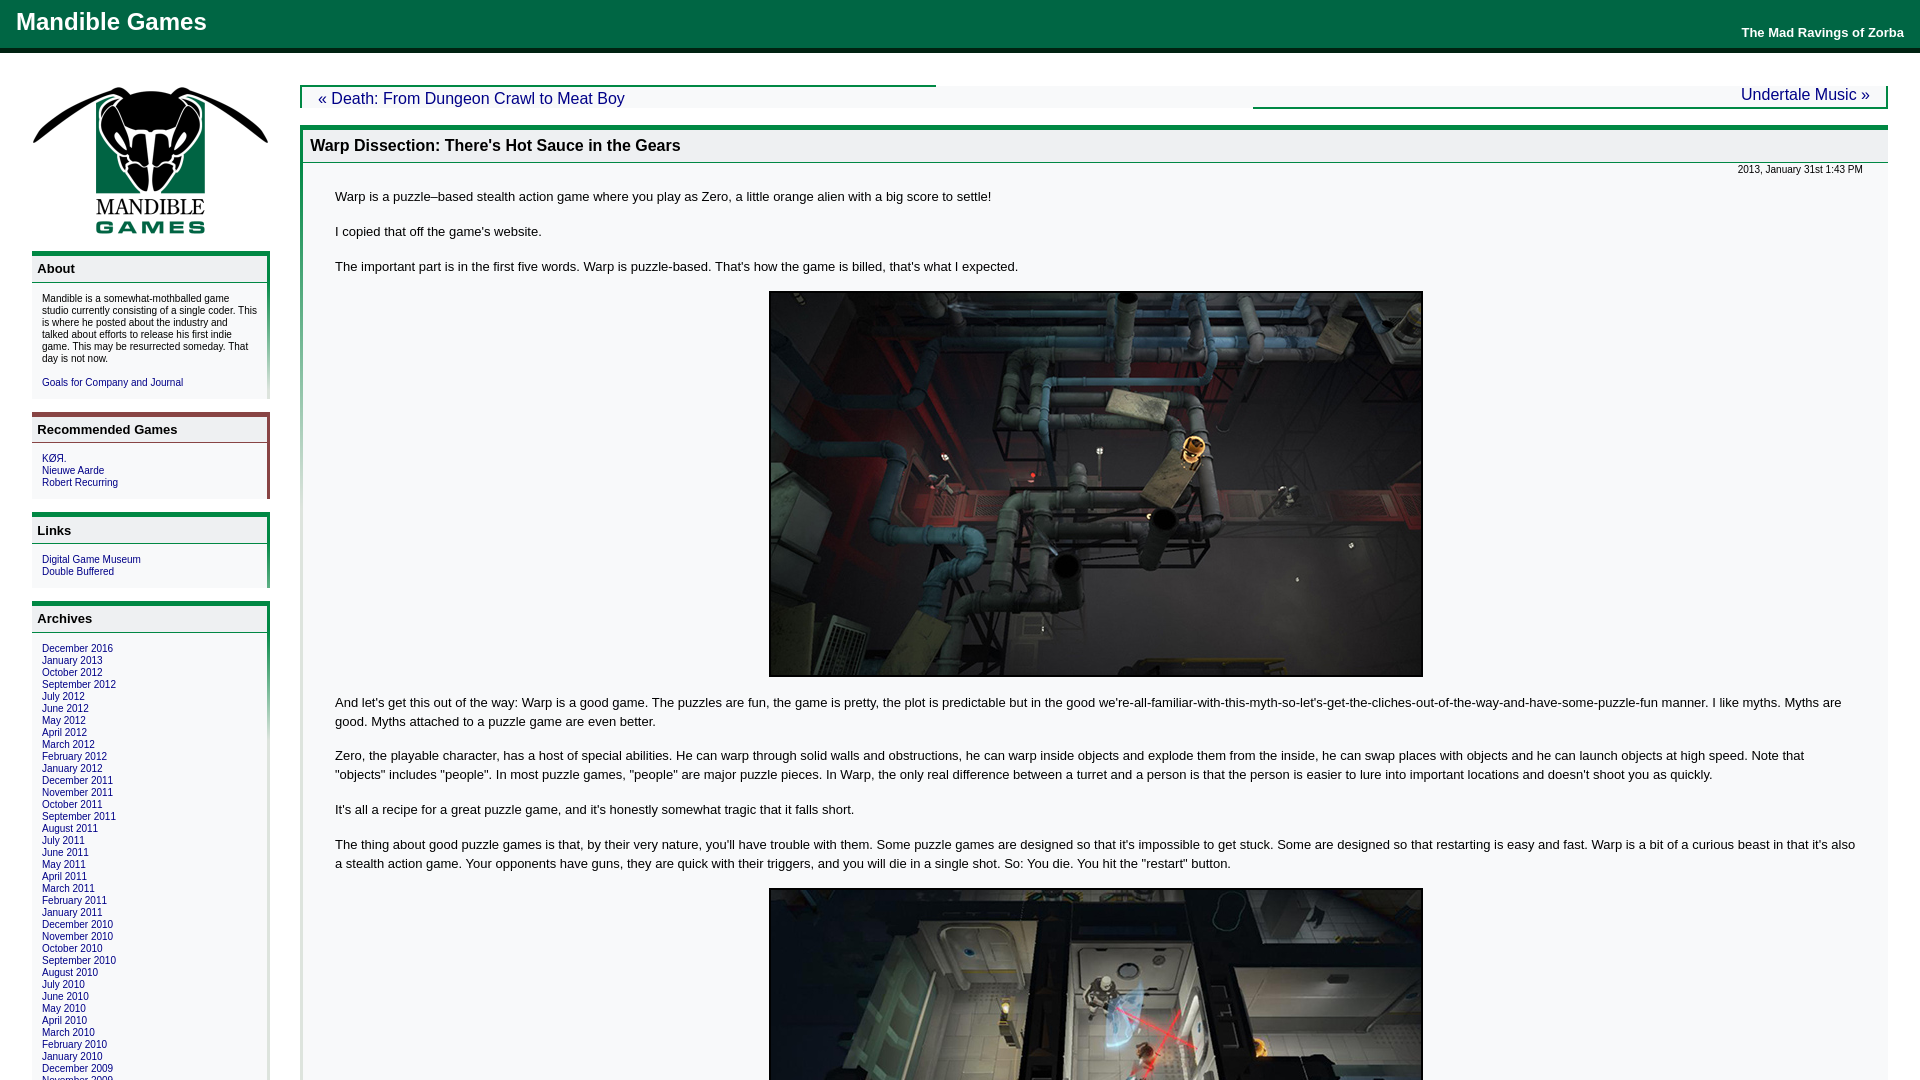 Mandible Games
The Mad Ravings of Zorba
MANDIBLE
GAMES
About
Mandible is a somewhat-mothballed game
studio currently consisting of a single coder. This
is where he posted about the industry and
talked about efforts to release his first indie
game. This may be resurrected someday. That
day is not now.
Goals for Company and Journal
Recommended Games
KØЯ.
Nieuwe Aarde
Robert Recurring
Links
Digital Game Museum
Double Buffered
Archives
December 2016
January 2013
October 2012
September 2012
July 2012
June 2012
May 2012
April 2012
March 2012
February 2012
January 2012
December 2011
November 2011
October 2011
September 2011
August 2011
July 2011
June 2011
May 2011
April 2011
March 2011
February 2011
January 2011
December 2010
November 2010
October 2010
September 2010
August 2010
July 2010
June 2010
May 2010
April 2010
March 2010
February 2010
January 2010
December 2009
November 2009
« Death: From Dungeon Crawl to Meat Boy
Undertale Music »
Warp Dissection: There's Hot Sauce in the Gears
2013, January 31st 1:43 PM
Warp is a puzzle–based stealth action game where you play as Zero, a little orange alien with a big score to settle!
I copied that off the game's website.
The important part is in the first five words. Warp is puzzle-based. That's how the game is billed, that's what I expected.
And let's get this out of the way: Warp is a good game. The puzzles are fun, the game is pretty, the plot is predictable but in the good we're-all-familiar-with-this-myth-so-let's-get-the-cliches-out-of-the-way-and-have-some-puzzle-fun manner. I like myths. Myths are
good. Myths attached to a puzzle game are even better.
Zero, the playable character, has a host of special abilities. He can warp through solid walls and obstructions, he can warp inside objects and explode them from the inside, he can swap places with objects and he can launch objects at high speed. Note that
"objects" includes "people". In most puzzle games, "people" are major puzzle pieces. In Warp, the only real difference between a turret and a person is that the person is easier to lure into important locations and doesn't shoot you as quickly.
It's all a recipe for a great puzzle game, and it's honestly somewhat tragic that it falls short.
The thing about good puzzle games is that, by their very nature, you'll have trouble with them. Some puzzle games are designed so that it's impossible to get stuck. Some are designed so that restarting is easy and fast. Warp is a bit of a curious beast in that it's also
a stealth action game. Your opponents have guns, they are quick with their triggers, and you will die in a single shot. So: You die. You hit the "restart" button.